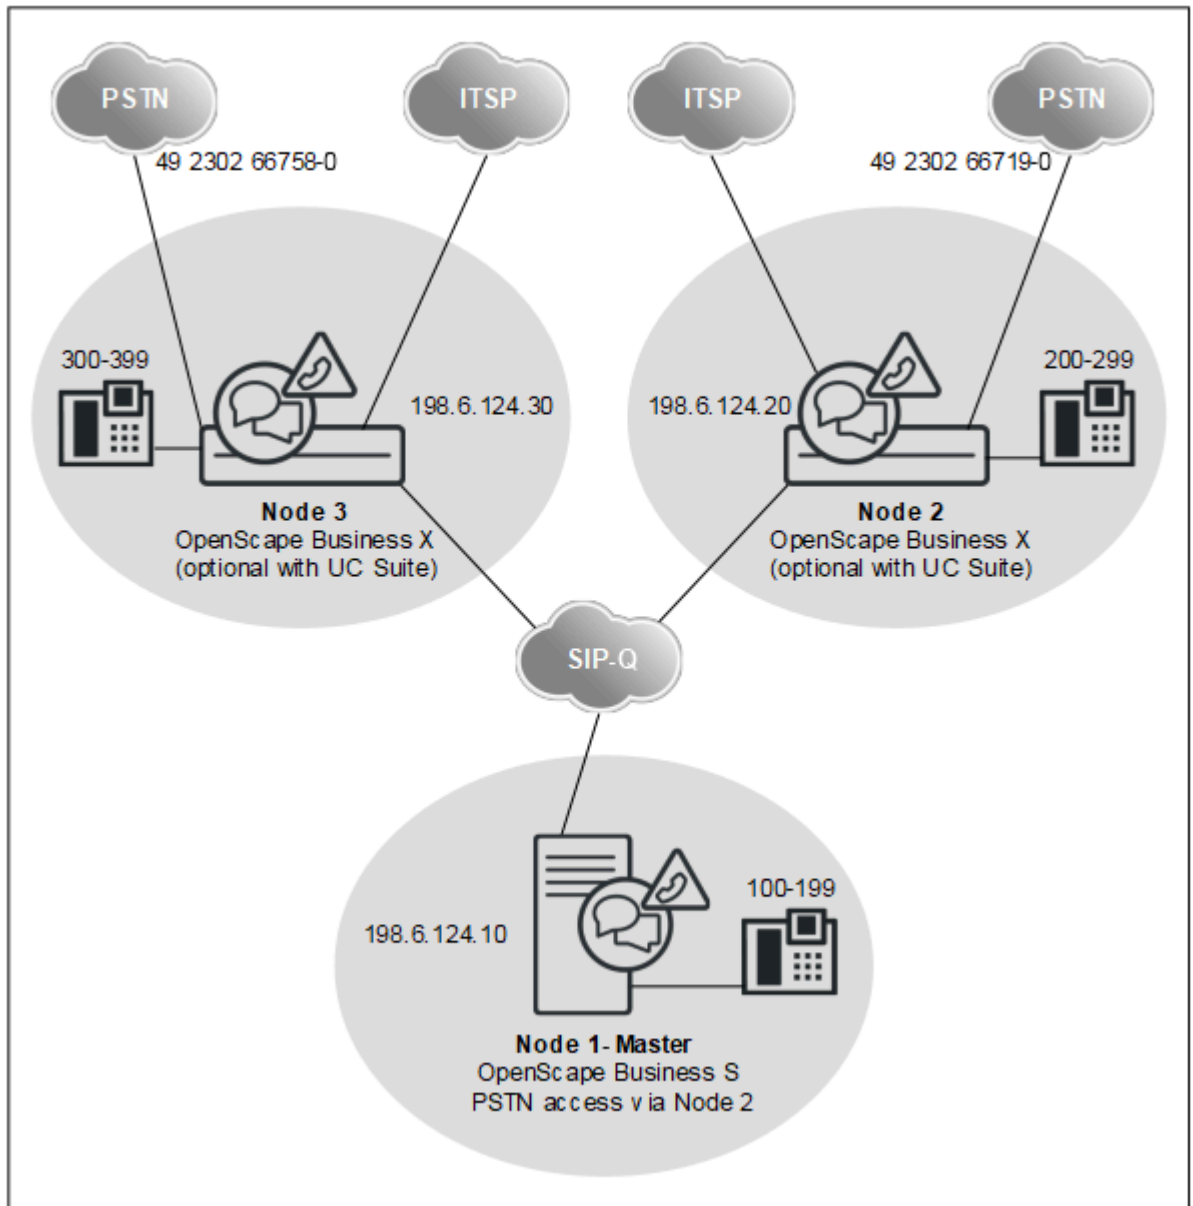 PSTN
ITSP
ITSP
PSTN
49 2302 66758-0
49 2302 66719-0
300-399
198.6.124.30
198.6.124.20
200-299
Node 3
OpenScape Business X
(optional with UC Suite)
Node 2
OpenScape Business X
(optional with UC Suite)
SIP-Q
100-199
198.6.124.10
Node 1- Master
OpenScape Business S
PSTN access via Node 2